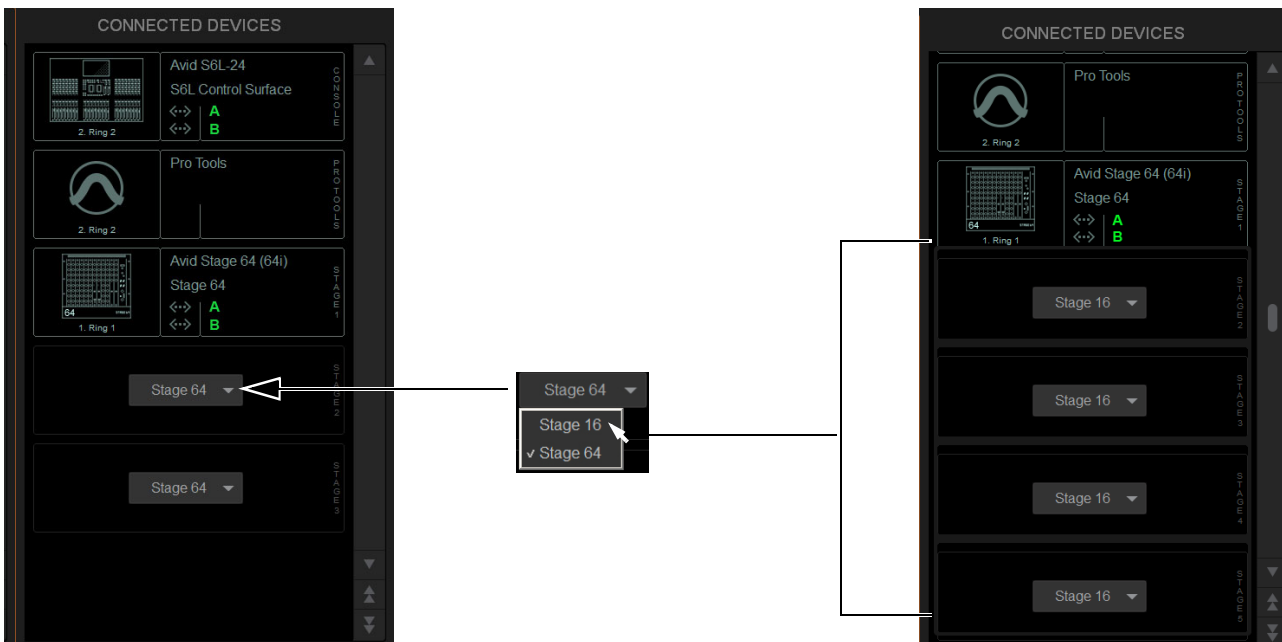 CONNECTED DEVICES
Avid S6L-24
S6L Control Surface
A
B
2. Ring 2
CONSOLE
Pro Tools
2. Ring 2
PRO TOOLS
Avid Stage 64 (64i)
Stage 64
A
B
64
1. Ring 1
STAGE 1
Stage 64
STAGE 2
Stage 64
STAGE 3
Stage 64
Stage 16
✓ Stage 64
CONNECTED DEVICES
Pro Tools
2. Ring 2
PRO TOOLS
Avid Stage 64 (64i)
Stage 64
A
B
64
1. Ring 1
STAGE 1
Stage 16
STAGE 2
Stage 16
STAGE 3
Stage 16
STAGE 4
Stage 16
STAGE 5